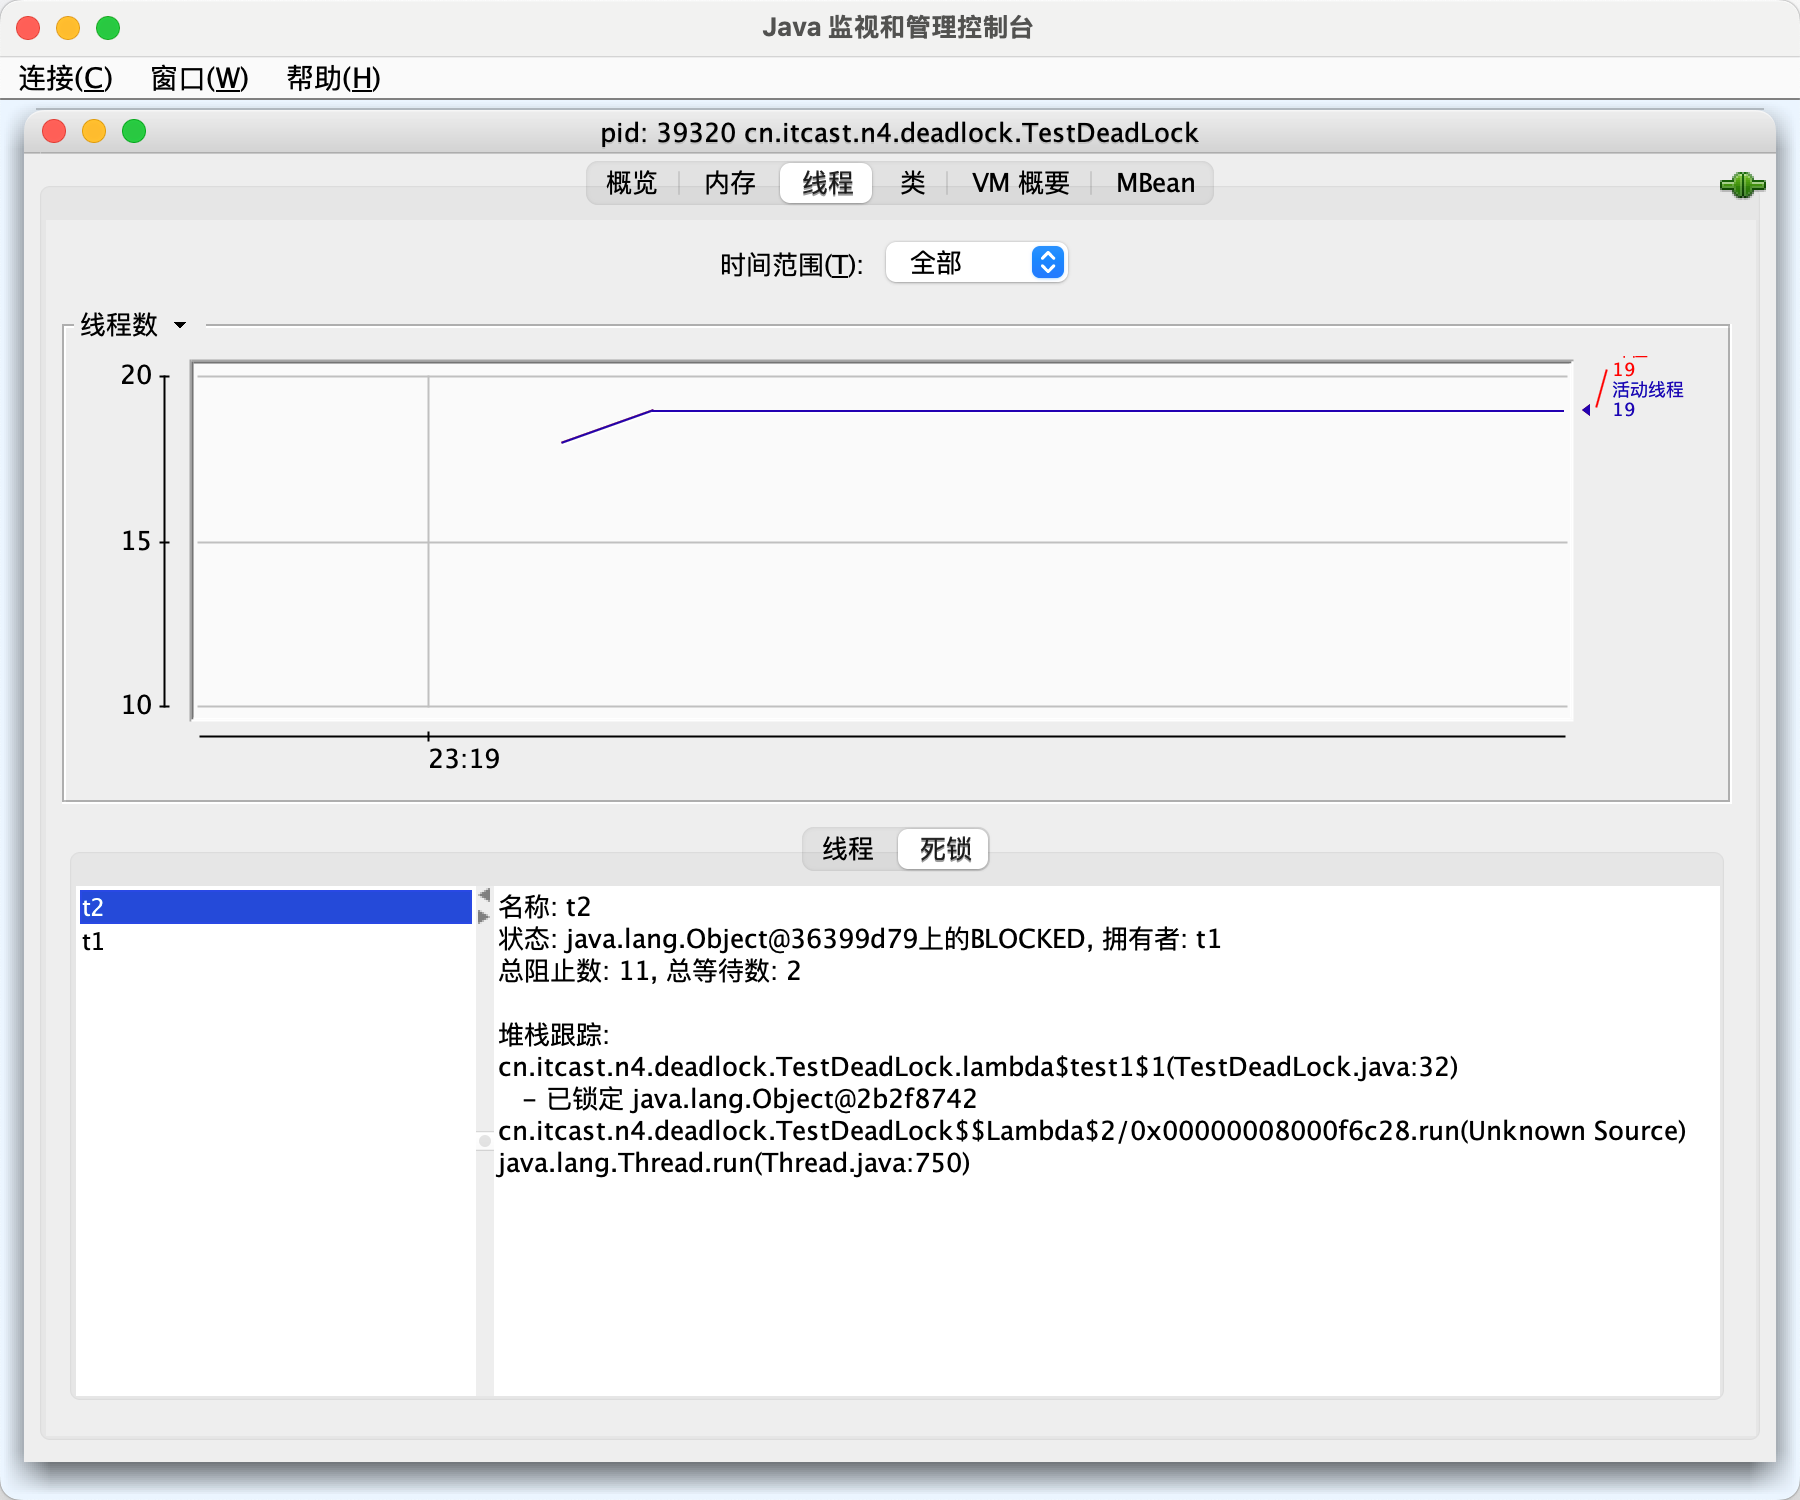 Java 监视和管理控制台
连接(C) 窗口(W) 帮助(H)
pid: 39320 cn.itcast.n4.deadlock.TestDeadLock
概览 内存 线程 类 VM 概要 MBean
时间范围(T): 全部
线程数
20
15
10
23:19
19
活动线程
19
线程 死锁
t2
t1
名称: t2
状态: java.lang.Object@36399d79上的BLOCKED, 拥有者: t1
总阻止数: 11, 总等待数: 2
堆栈跟踪:
cn.itcast.n4.deadlock.TestDeadLock.lambda$test1$1(TestDeadLock.java:32)
- 已锁定 java.lang.Object@2b2f8742
cn.itcast.n4.deadlock.TestDeadLock$$Lambda$2/0x00000008000f6c28.run(Unknown Source)
java.lang.Thread.run(Thread.java:750)